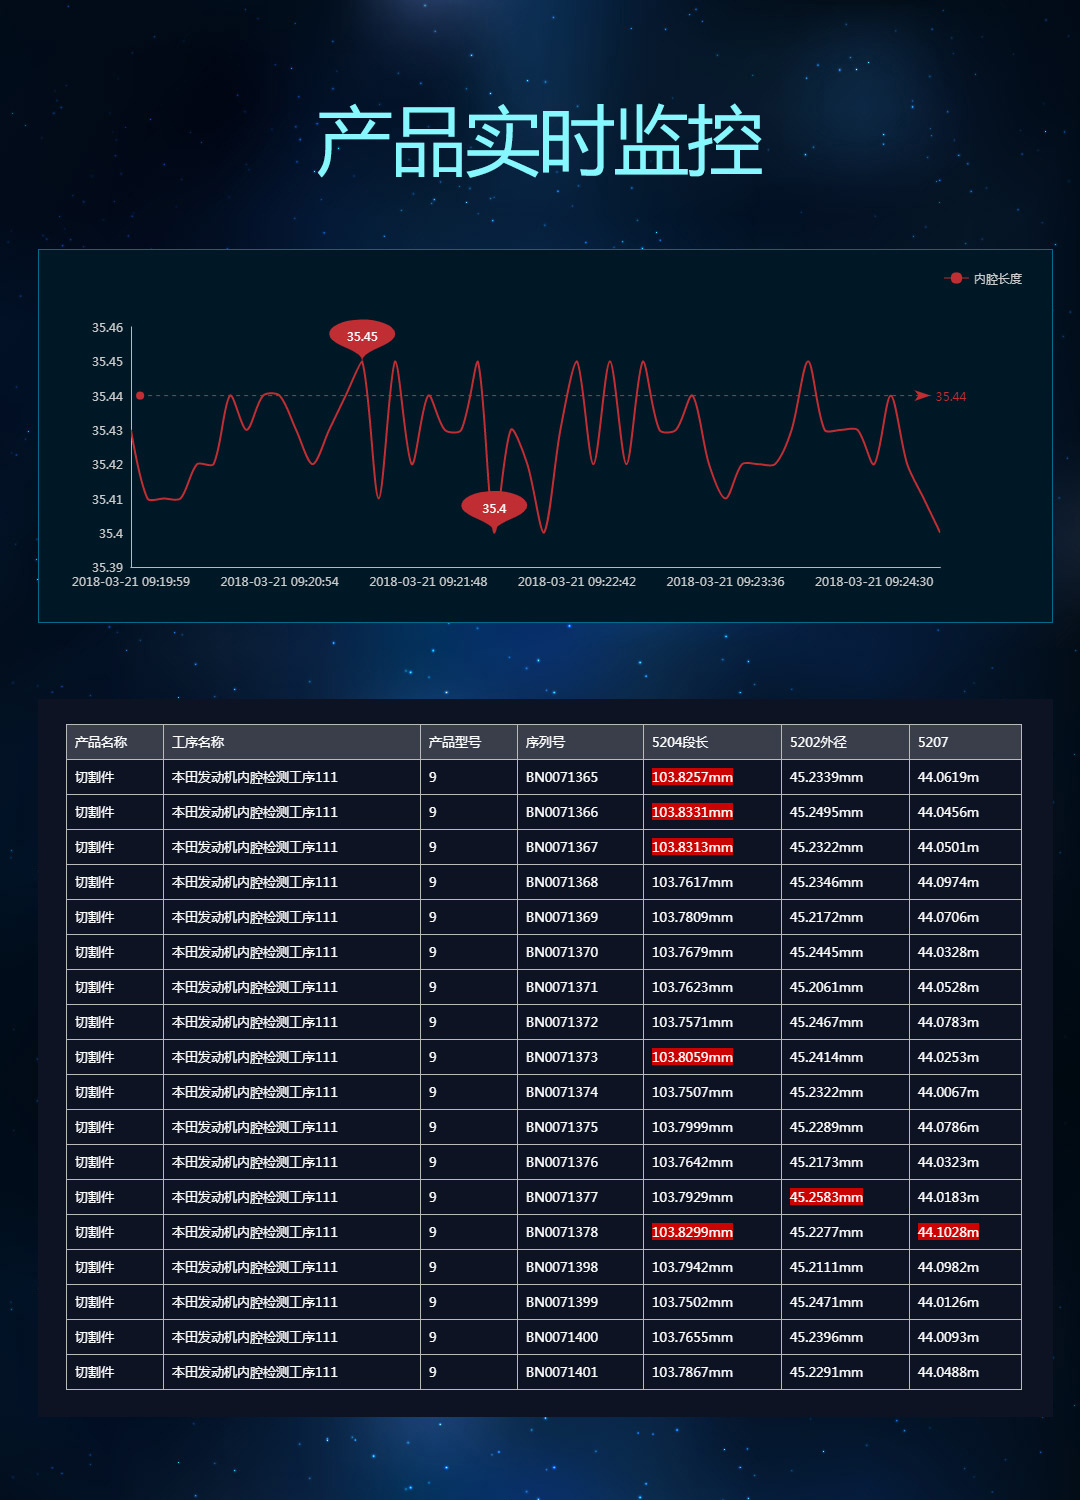 产品实时监控
内腔长度
35.46
35.45
35.45
35.44
35.44
35.43
35.42
35.41
35.4
35.4
35.39
2018-03-21 09:19:59 2018-03-21 09:20:54 2018-03-21 09:21:48 2018-03-21 09:22:42 2018-03-21 09:23:36 2018-03-21 09:24:30
产品名称 工序名称 产品型号 序列号 5204段长 5202外径 5207
切割件 本田发动机内腔检测工序111 9 BN0071365 103.8257mm 45.2339mm 44.0619m
切割件 本田发动机内腔检测工序111 9 BN0071366 103.8331mm 45.2495mm 44.0456m
切割件 本田发动机内腔检测工序111 9 BN0071367 103.8313mm 45.2322mm 44.0501m
切割件 本田发动机内腔检测工序111 9 BN0071368 103.7617mm 45.2346mm 44.0974m
切割件 本田发动机内腔检测工序111 9 BN0071369 103.7809mm 45.2172mm 44.0706m
切割件 本田发动机内腔检测工序111 9 BN0071370 103.7679mm 45.2445mm 44.0328m
切割件 本田发动机内腔检测工序111 9 BN0071371 103.7623mm 45.2061mm 44.0528m
切割件 本田发动机内腔检测工序111 9 BN0071372 103.7571mm 45.2467mm 44.0783m
切割件 本田发动机内腔检测工序111 9 BN0071373 103.8059mm 45.2414mm 44.0253m
切割件 本田发动机内腔检测工序111 9 BN0071374 103.7507mm 45.2322mm 44.0067m
切割件 本田发动机内腔检测工序111 9 BN0071375 103.7999mm 45.2289mm 44.0786m
切割件 本田发动机内腔检测工序111 9 BN0071376 103.7642mm 45.2173mm 44.0323m
切割件 本田发动机内腔检测工序111 9 BN0071377 103.7929mm 45.2583mm 44.0183m
切割件 本田发动机内腔检测工序111 9 BN0071378 103.8299mm 45.2277mm 44.1028m
切割件 本田发动机内腔检测工序111 9 BN0071398 103.7942mm 45.2111mm 44.0982m
切割件 本田发动机内腔检测工序111 9 BN0071399 103.7502mm 45.2471mm 44.0126m
切割件 本田发动机内腔检测工序111 9 BN0071400 103.7655mm 45.2396mm 44.0093m
切割件 本田发动机内腔检测工序111 9 BN0071401 103.7867mm 45.2291mm 44.0488m